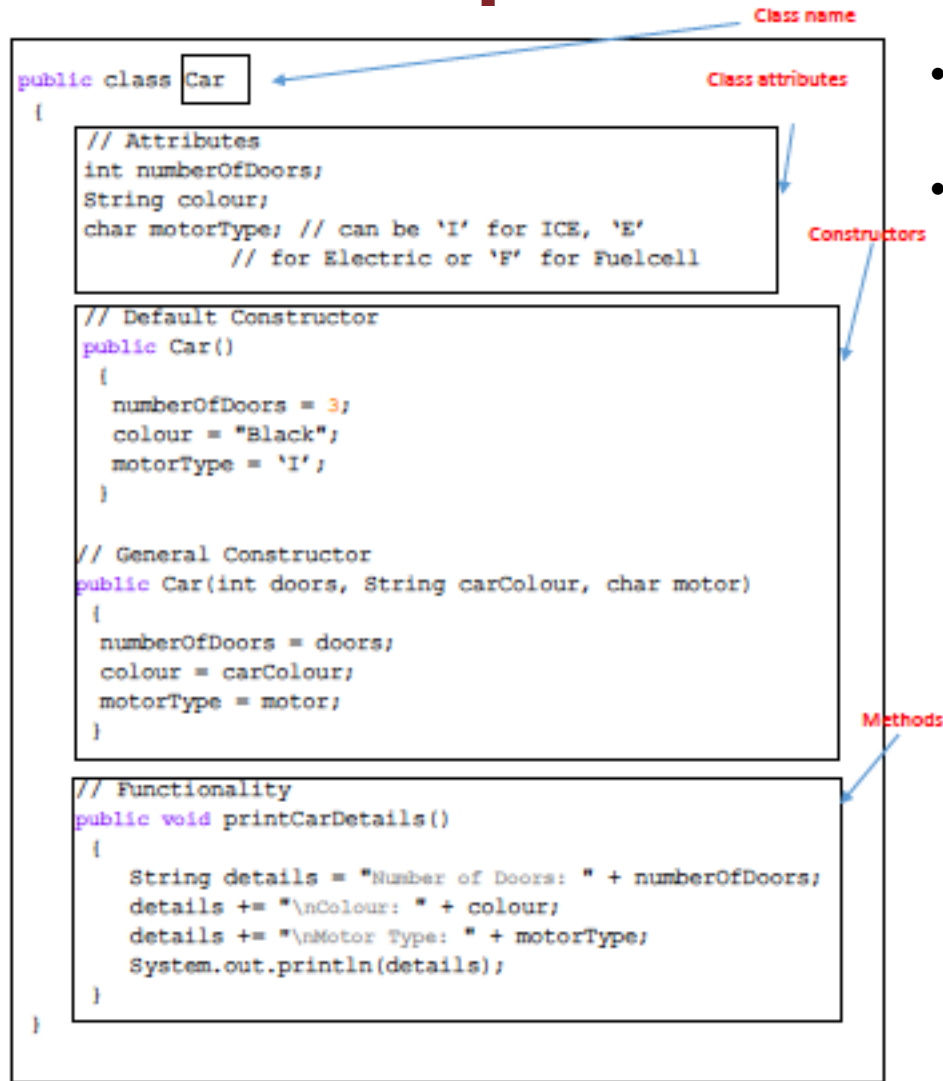 Class name
public class Car
Class attributes
{
// Attributes
int numberOfDoors;
String colour;
char motorType; // can be ‘I’ for ICE, ‘E’
// for Electric or ‘F’ for Fuelcell
Constructors
// Default Constructor
public Car()
{
numberOfDoors = 3;
colour = "Black";
motorType = ‘I’;
}
// General Constructor
public Car(int doors, String carColour, char motor)
{
numberOfDoors = doors;
colour = carColour;
motorType = motor;
}
Methods
// Functionality
public void printCarDetails()
{
String details = "Number of Doors: " + numberOfDoors;
details += "\nColour: " + colour;
details += "\nMotor Type: " + motorType;
System.out.println(details);
}
}